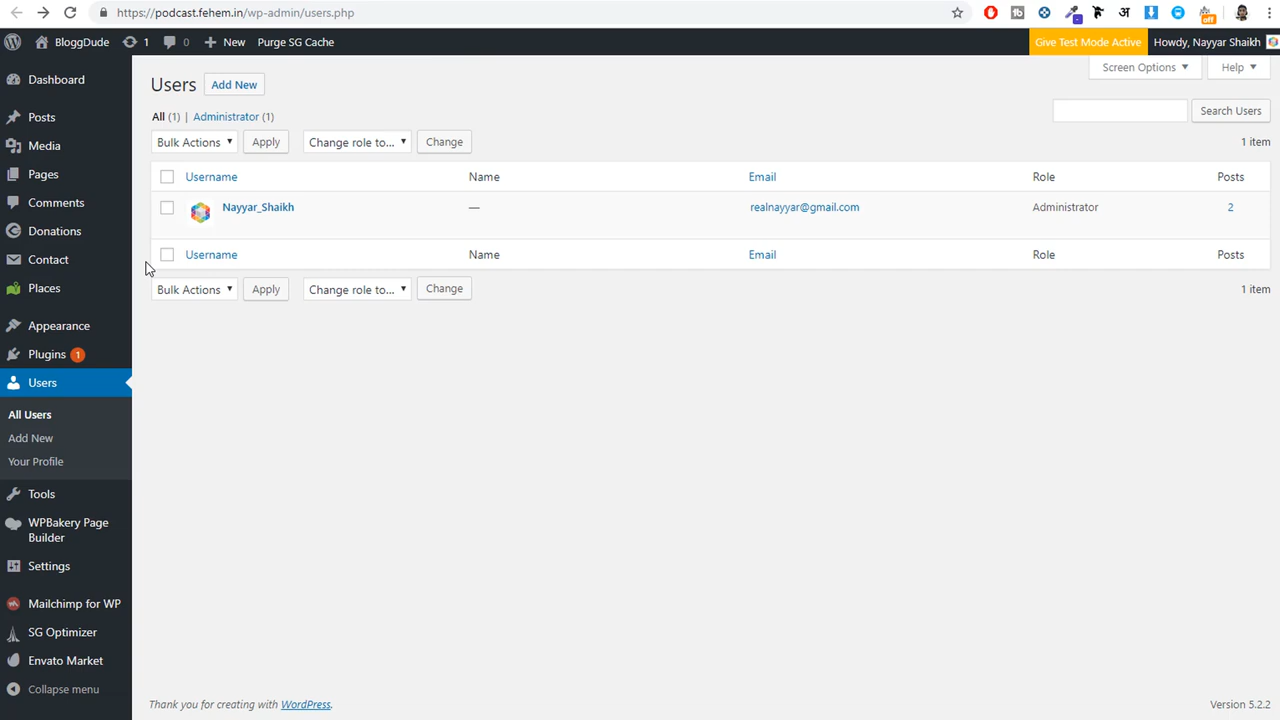 https://podcast.fehem.in/wp-admin/users.php
BloggDude 1 0 New Purge SG Cache Give Test Mode Active Howdy, Nayyar Shaikh
Dashboard
Posts
Media
Pages
Comments
Donations
Contact
Places
Appearance
Plugins 1
Users
All Users
Add New
Your Profile
Tools
WPBakery Page
Builder
Settings
Mailchimp for WP
SG Optimizer
Envato Market
Collapse menu
Screen Options Help
Users Add New
All (1) | Administrator (1)
Search Users
Bulk Actions Apply Change role to... Change 1 item
Username Name Email Role Posts
Nayyar_Shaikh — realnayyar@gmail.com Administrator 2
Username Name Email Role Posts
Bulk Actions Apply Change role to... Change 1 item
Thank you for creating with WordPress. Version 5.2.2